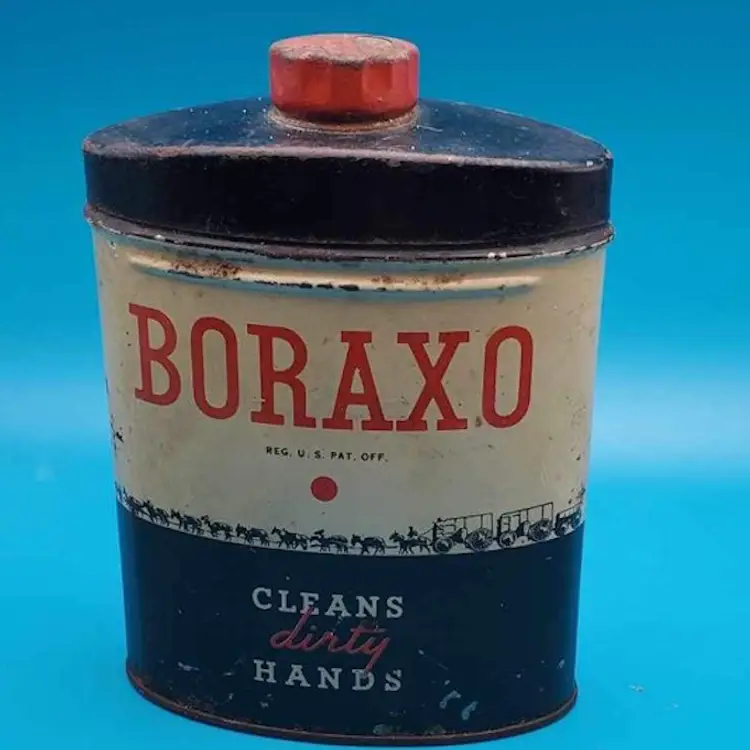 BORAXO
REG. U. S. PAT. OFF.
CLEANS
dirty
HANDS